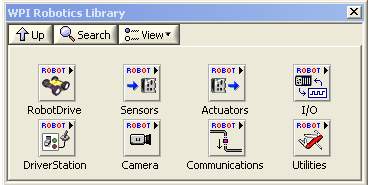 WPI Robotics Library
Up Search View
ROBOT ROBOT ROBOT ROBOT
RobotDrive Sensors Actuators I/O
ROBOT ROBOT ROBOT ROBOT
DriverStation Camera Communications Utilities